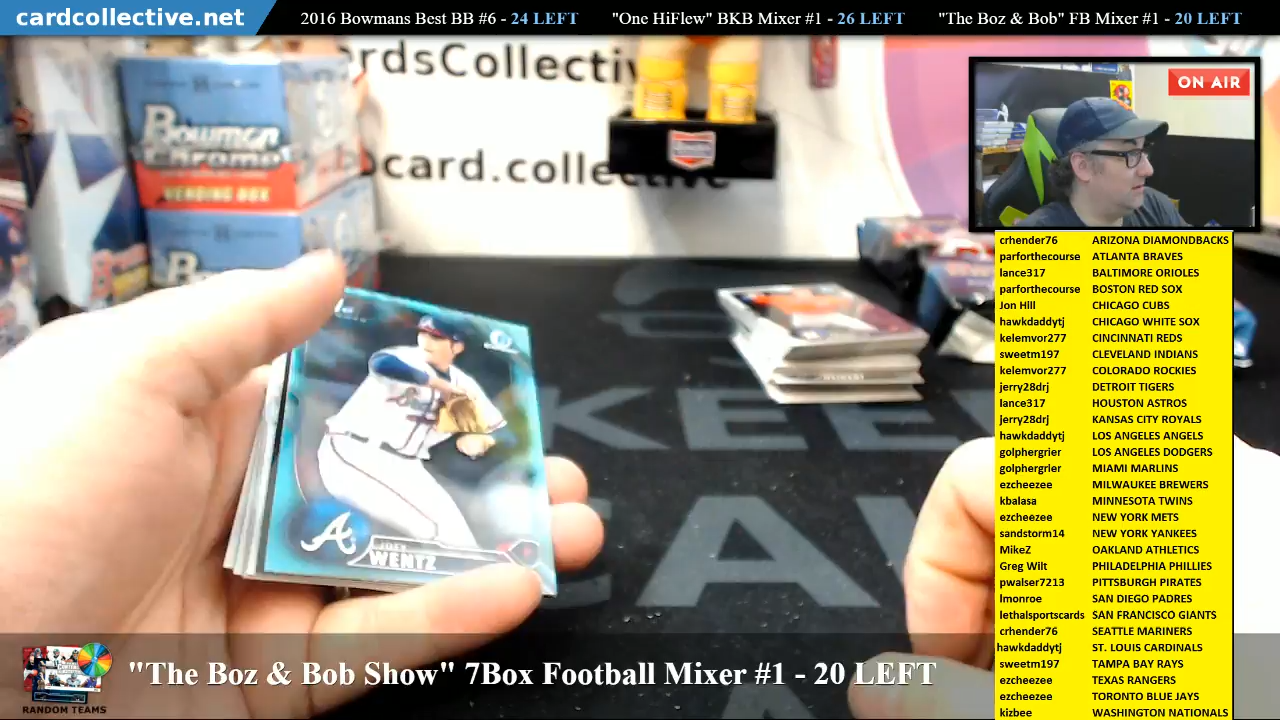 cardcollective.net
2016 Bowmans Best BB #6 - 24 LEFT
"One HiFlew" BKB Mixer #1 - 26 LEFT
"The Boz & Bob" FB Mixer #1 - 20 LEFT
rdsCollectiv
card.collective
Bowman
Chrome
VENDING BOX
ON AIR
JOEY
WENTZ
crhender76 ARIZONA DIAMONDBACKS
parforthecourse ATLANTA BRAVES
lance317 BALTIMORE ORIOLES
parforthecourse BOSTON RED SOX
Jon Hill CHICAGO CUBS
hawkdaddytj CHICAGO WHITE SOX
kelemvor277 CINCINNATI REDS
sweetm197 CLEVELAND INDIANS
kelemvor277 COLORADO ROCKIES
jerry28drj DETROIT TIGERS
lance317 HOUSTON ASTROS
jerry28drj KANSAS CITY ROYALS
hawkdaddytj LOS ANGELES ANGELS
golphergrier LOS ANGELES DODGERS
golphergrier MIAMI MARLINS
ezcheezee MILWAUKEE BREWERS
kbalasa MINNESOTA TWINS
ezcheezee NEW YORK METS
sandstorm14 NEW YORK YANKEES
MikeZ OAKLAND ATHLETICS
Greg Wilt PHILADELPHIA PHILLIES
pwalser7213 PITTSBURGH PIRATES
lmonroe SAN DIEGO PADRES
lethalsportscards SAN FRANCISCO GIANTS
crhender76 SEATTLE MARINERS
hawkdaddytj ST. LOUIS CARDINALS
sweetm197 TAMPA BAY RAYS
ezcheezee TEXAS RANGERS
ezcheezee TORONTO BLUE JAYS
kizbee WASHINGTON NATIONALS
"The Boz & Bob Show" 7Box Football Mixer #1 - 20 LEFT
RANDOM TEAMS